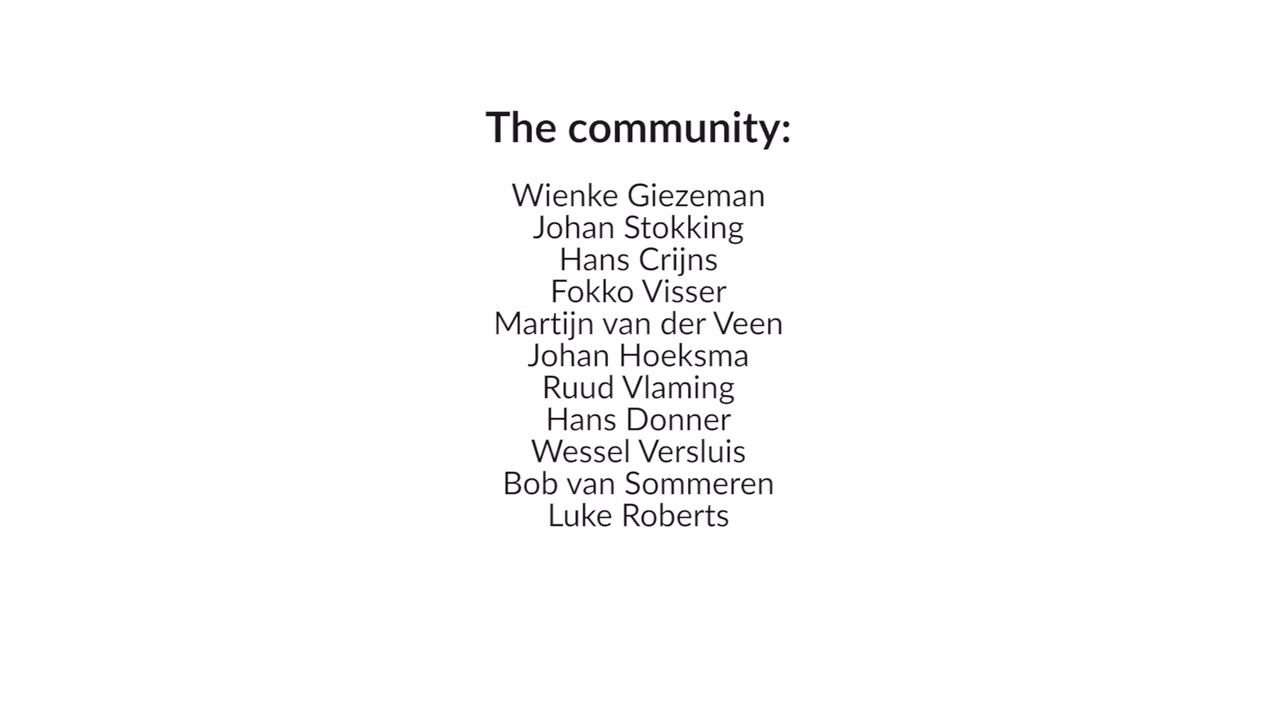 The community:
Wienke Giezeman
Johan Stokking
Hans Crijns
Fokko Visser
Martijn van der Veen
Johan Hoeksma
Ruud Vlaming
Hans Donner
Wessel Versluis
Bob van Sommeren
Luke Roberts